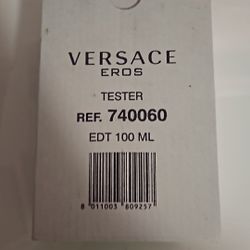 VERSACE
EROS
TESTER
REF. 740060
EDT 100 ML
8 011003 809257